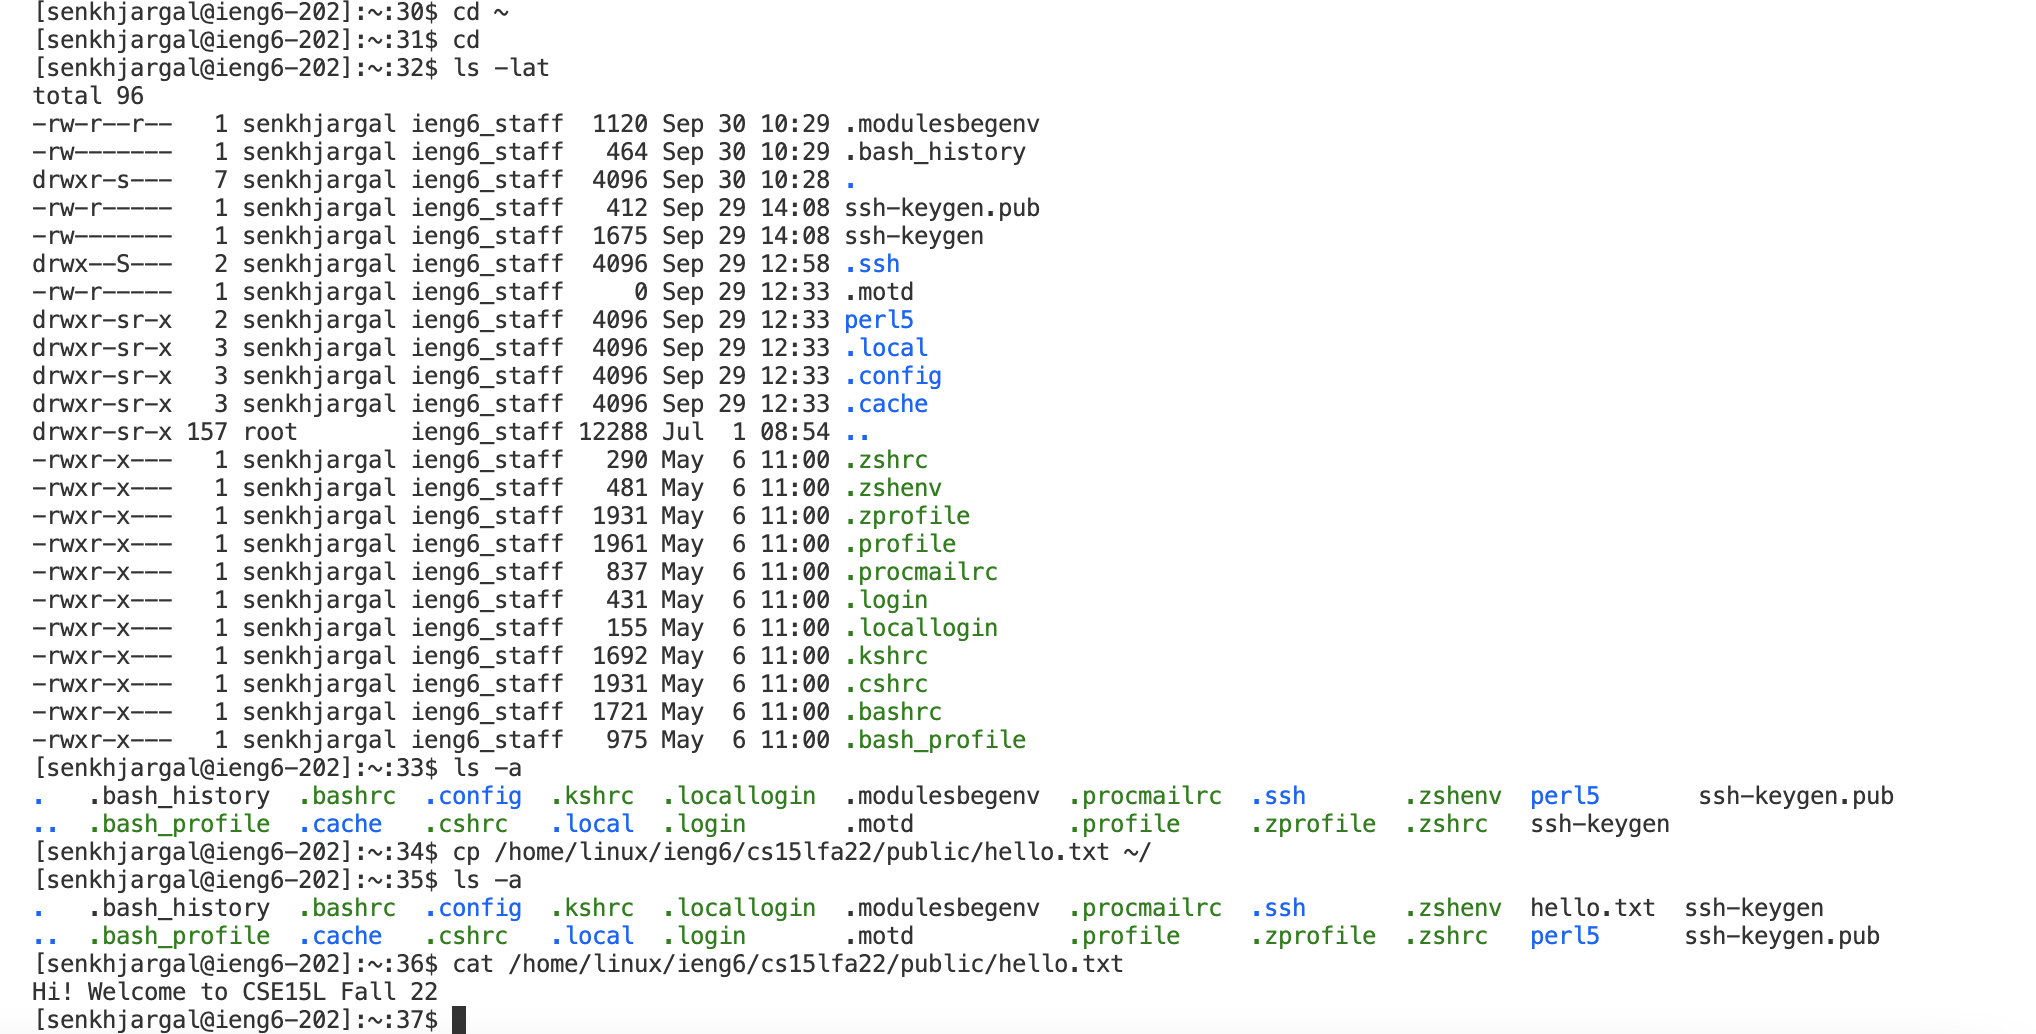 [senkhjargal@ieng6-202]:~:30$ cd ~
[senkhjargal@ieng6-202]:~:31$ cd
[senkhjargal@ieng6-202]:~:32$ ls -lat
total 96
-rw-r--r--   1 senkhjargal ieng6_staff  1120 Sep 30 10:29 .modulesbegenv
-rw-------   1 senkhjargal ieng6_staff   464 Sep 30 10:29 .bash_history
drwxr-s---   7 senkhjargal ieng6_staff  4096 Sep 30 10:28 .
-rw-r-----   1 senkhjargal ieng6_staff   412 Sep 29 14:08 ssh-keygen.pub
-rw-------   1 senkhjargal ieng6_staff  1675 Sep 29 14:08 ssh-keygen
drwx--S---   2 senkhjargal ieng6_staff  4096 Sep 29 12:58 .ssh
-rw-r-----   1 senkhjargal ieng6_staff     0 Sep 29 12:33 .motd
drwxr-sr-x   2 senkhjargal ieng6_staff  4096 Sep 29 12:33 perl5
drwxr-sr-x   3 senkhjargal ieng6_staff  4096 Sep 29 12:33 .local
drwxr-sr-x   3 senkhjargal ieng6_staff  4096 Sep 29 12:33 .config
drwxr-sr-x   3 senkhjargal ieng6_staff  4096 Sep 29 12:33 .cache
drwxr-sr-x 157 root        ieng6_staff 12288 Jul  1 08:54 ..
-rwxr-x---   1 senkhjargal ieng6_staff   290 May  6 11:00 .zshrc
-rwxr-x---   1 senkhjargal ieng6_staff   481 May  6 11:00 .zshenv
-rwxr-x---   1 senkhjargal ieng6_staff  1931 May  6 11:00 .zprofile
-rwxr-x---   1 senkhjargal ieng6_staff  1961 May  6 11:00 .profile
-rwxr-x---   1 senkhjargal ieng6_staff   837 May  6 11:00 .procmailrc
-rwxr-x---   1 senkhjargal ieng6_staff   431 May  6 11:00 .login
-rwxr-x---   1 senkhjargal ieng6_staff   155 May  6 11:00 .locallogin
-rwxr-x---   1 senkhjargal ieng6_staff  1692 May  6 11:00 .kshrc
-rwxr-x---   1 senkhjargal ieng6_staff  1931 May  6 11:00 .cshrc
-rwxr-x---   1 senkhjargal ieng6_staff  1721 May  6 11:00 .bashrc
-rwxr-x---   1 senkhjargal ieng6_staff   975 May  6 11:00 .bash_profile
[senkhjargal@ieng6-202]:~:33$ ls -a
.   .bash_history  .bashrc  .config  .kshrc  .locallogin  .modulesbegenv  .procmailrc  .ssh       .zshenv  perl5       ssh-keygen.pub
..  .bash_profile  .cache   .cshrc   .local  .login       .motd           .profile     .zprofile  .zshrc   ssh-keygen
[senkhjargal@ieng6-202]:~:34$ cp /home/linux/ieng6/cs15lfa22/public/hello.txt ~/
[senkhjargal@ieng6-202]:~:35$ ls -a
.   .bash_history  .bashrc  .config  .kshrc  .locallogin  .modulesbegenv  .procmailrc  .ssh       .zshenv  hello.txt  ssh-keygen
..  .bash_profile  .cache   .cshrc   .local  .login       .motd           .profile     .zprofile  .zshrc   perl5      ssh-keygen.pub
[senkhjargal@ieng6-202]:~:36$ cat /home/linux/ieng6/cs15lfa22/public/hello.txt
Hi! Welcome to CSE15L Fall 22
[senkhjargal@ieng6-202]:~:37$